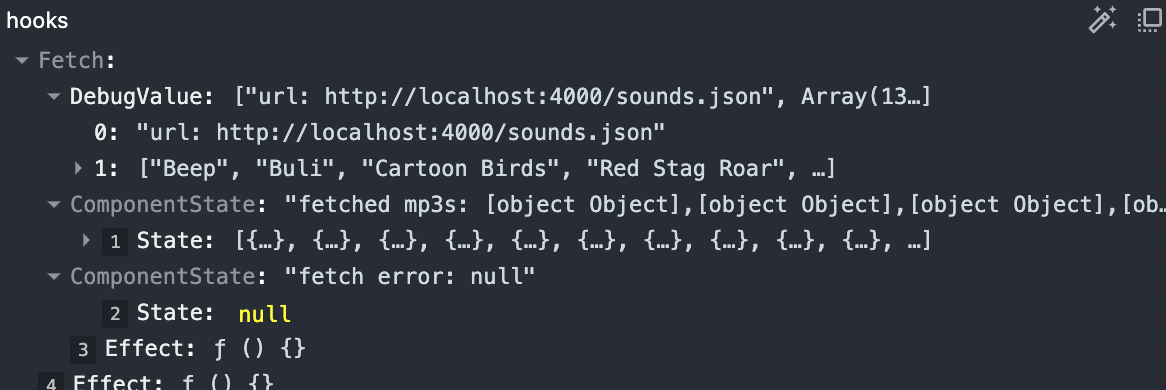 hooks
Fetch:
DebugValue: ["url: http://localhost:4000/sounds.json", Array(13…]
0: "url: http://localhost:4000/sounds.json"
1: ["Beep", "Buli", "Cartoon Birds", "Red Stag Roar", …]
ComponentState: "fetched mp3s: [object Object],[object Object],[object Object],[ob…
1 State: [{…}, {…}, {…}, {…}, {…}, {…}, {…}, {…}, {…}, {…}, …]
ComponentState: "fetch error: null"
2 State: null
3 Effect: ƒ () {}
4 Effect: ƒ () {}